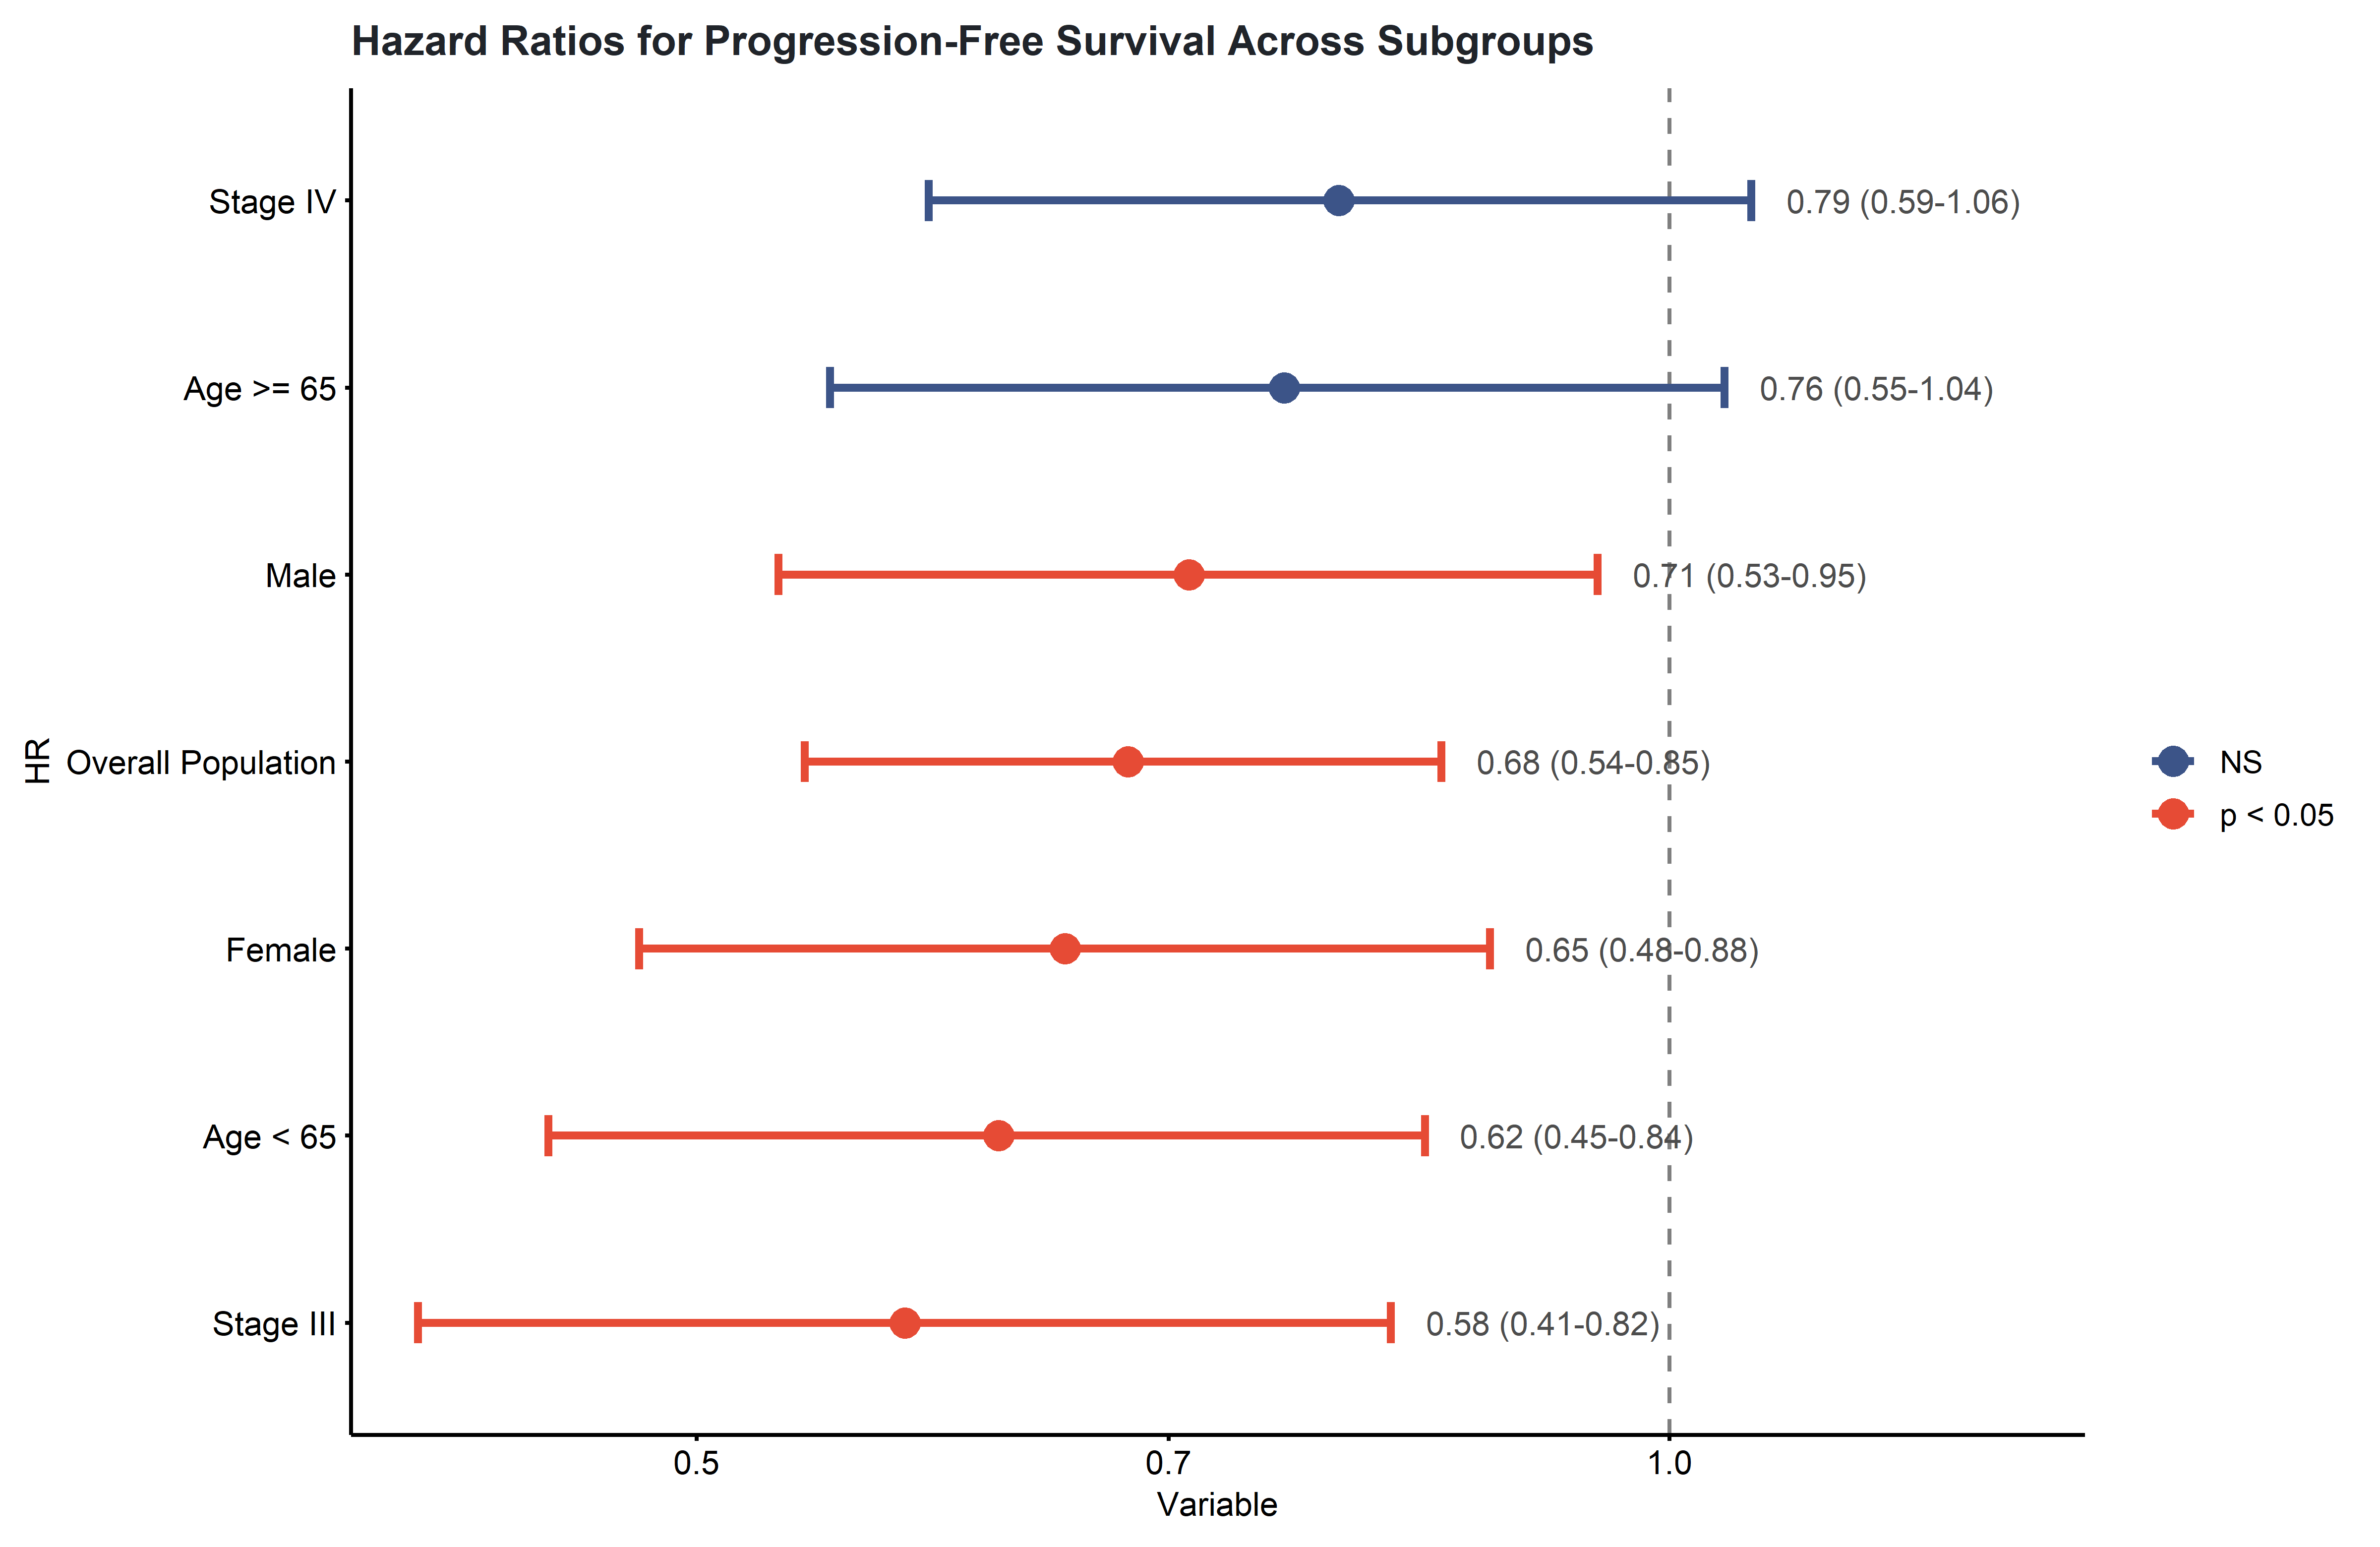 Hazard Ratios for Progression-Free Survival Across Subgroups
Stage IV
0.79 (0.59-1.06)
Age >= 65
0.76 (0.55-1.04)
Male
0.71 (0.53-0.95)
HR
Overall Population
0.68 (0.54-0.85)
Female
0.65 (0.48-0.88)
Age < 65
0.62 (0.45-0.84)
Stage III
0.58 (0.41-0.82)
0.5
0.7
1.0
Variable
NS
p < 0.05